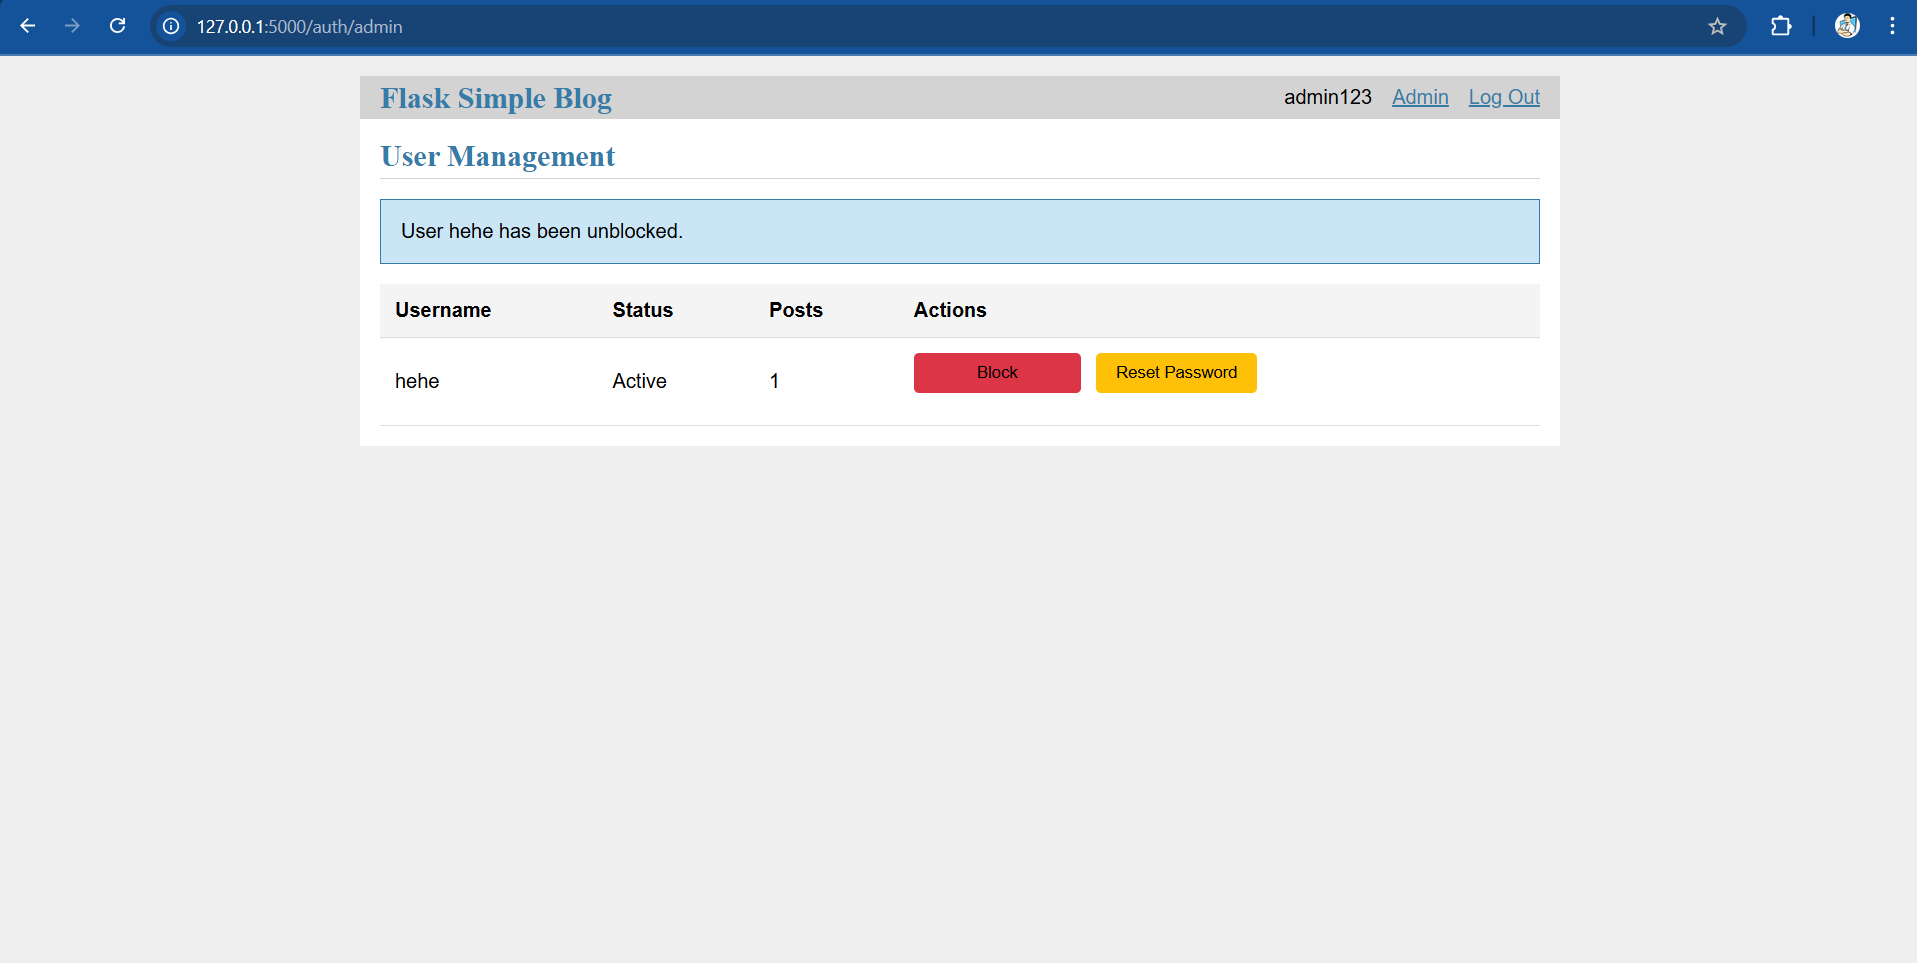 127.0.0.1:5000/auth/admin
Flask Simple Blog admin123 Admin Log Out
User Management
User hehe has been unblocked.
Username Status Posts Actions
hehe Active 1 Block Reset Password